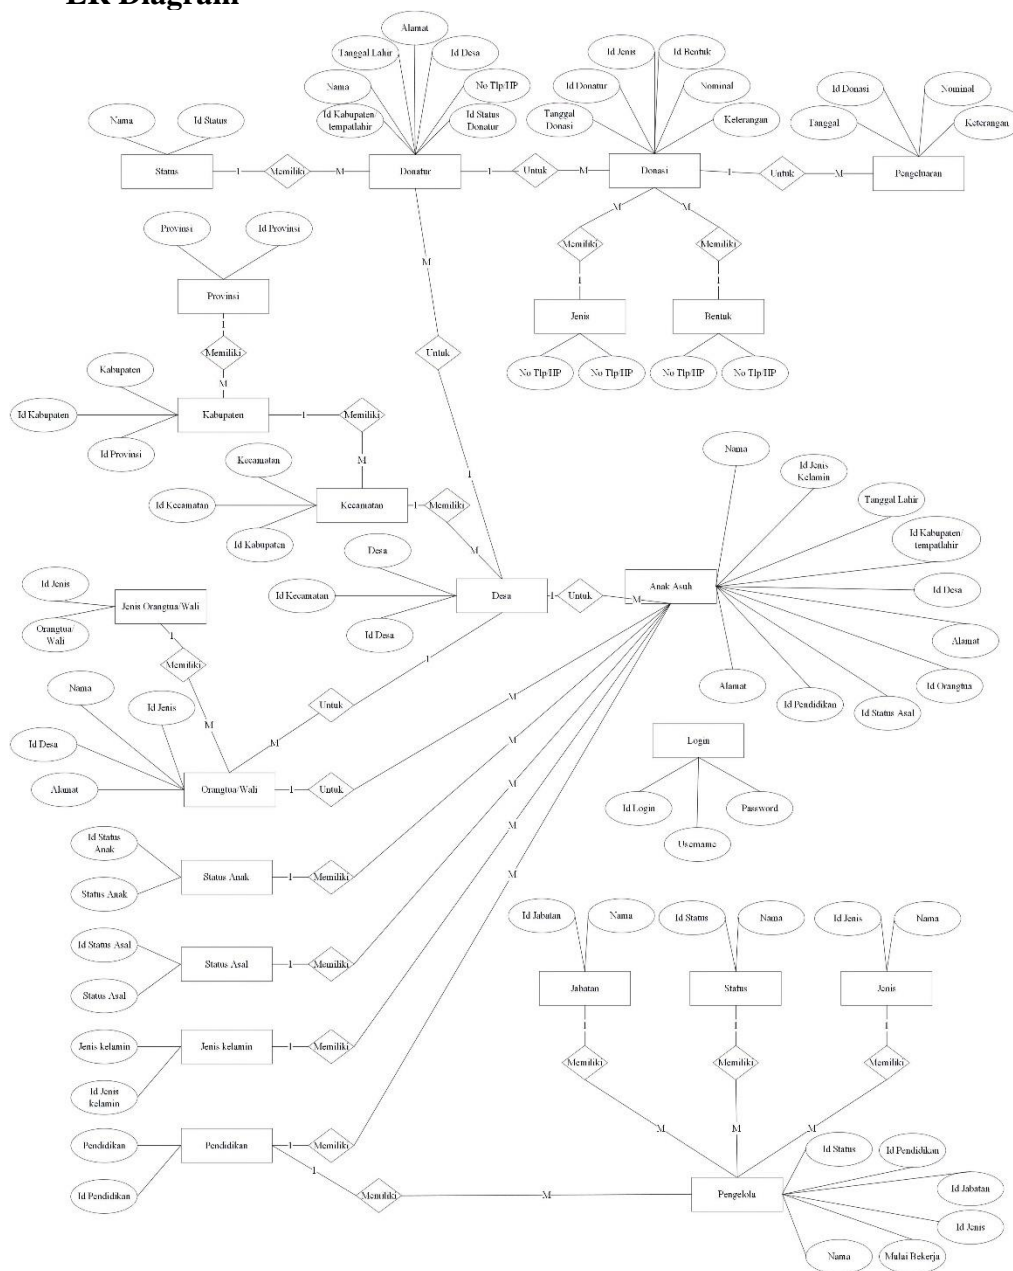 ER Diagram
Alamat
Tanggal Lahir
Id Desa
Nama
No Tlp/HP
Id Kabupaten/
tempatlahir
Id Status
Donatur
Id Jenis
Id Bentuk
Id Donatur
Nominal
Tanggal
Donasi
Keterangan
Id Donasi
Nominal
Tanggal
Keterangan
Nama
Id Status
Status
1
Memiliki
M
Donatur
1
Untuk
M
Donasi
1
Untuk
M
Pengeluaran
Provinsi
Id Provinsi
M
M
M
Memiliki
Memiliki
Provinsi
1
1
1
Jenis
Bentuk
Memiliki
Untuk
No Tlp/HP
No Tlp/HP
No Tlp/HP
No Tlp/HP
M
Kabupaten
Id Kabupaten
Kabupaten
1
Memiliki
Id Provinsi
M
Kecamatan
Id Kecamatan
Kecamatan
1
Memiliki
1
Id Kabupaten
M
Nama
Id Jenis
Kelamin
Tanggal Lahir
Id Kabupaten/
tempatlahir
Id Desa
Alamat
Id Orangtua
Id Status Asal
Id Pendidikan
Alamat
Anak Asuh
Desa
Id Kecamatan
Id Desa
Desa
1
Untuk
M
Id Jenis
Jenis Orangtua/Wali
Orangtua/
Wali
1
Memiliki
M
1
Untuk
M
Nama
Id Jenis
Id Desa
Alamat
Orangtua/Wali
1
Untuk
M
Login
Id Login
Password
Username
Id Status
Anak
Status Anak
Status Anak
1
Memiliki
M
Id Status Asal
Status Asal
Status Asal
1
Memiliki
M
Jenis kelamin
Id Jenis
kelamin
Jenis kelamin
1
Memiliki
M
Pendidikan
Id Pendidikan
Pendidikan
1
Memiliki
M
1
Memiliki
M
Id Jabatan
Nama
Id Status
Nama
Id Jenis
Nama
Jabatan
Status
Jenis
1
1
1
Memiliki
Memiliki
Memiliki
M
M
M
Id Status
Id Pendidikan
Id Jabatan
Id Jenis
Mulai Bekerja
Nama
Pengelola